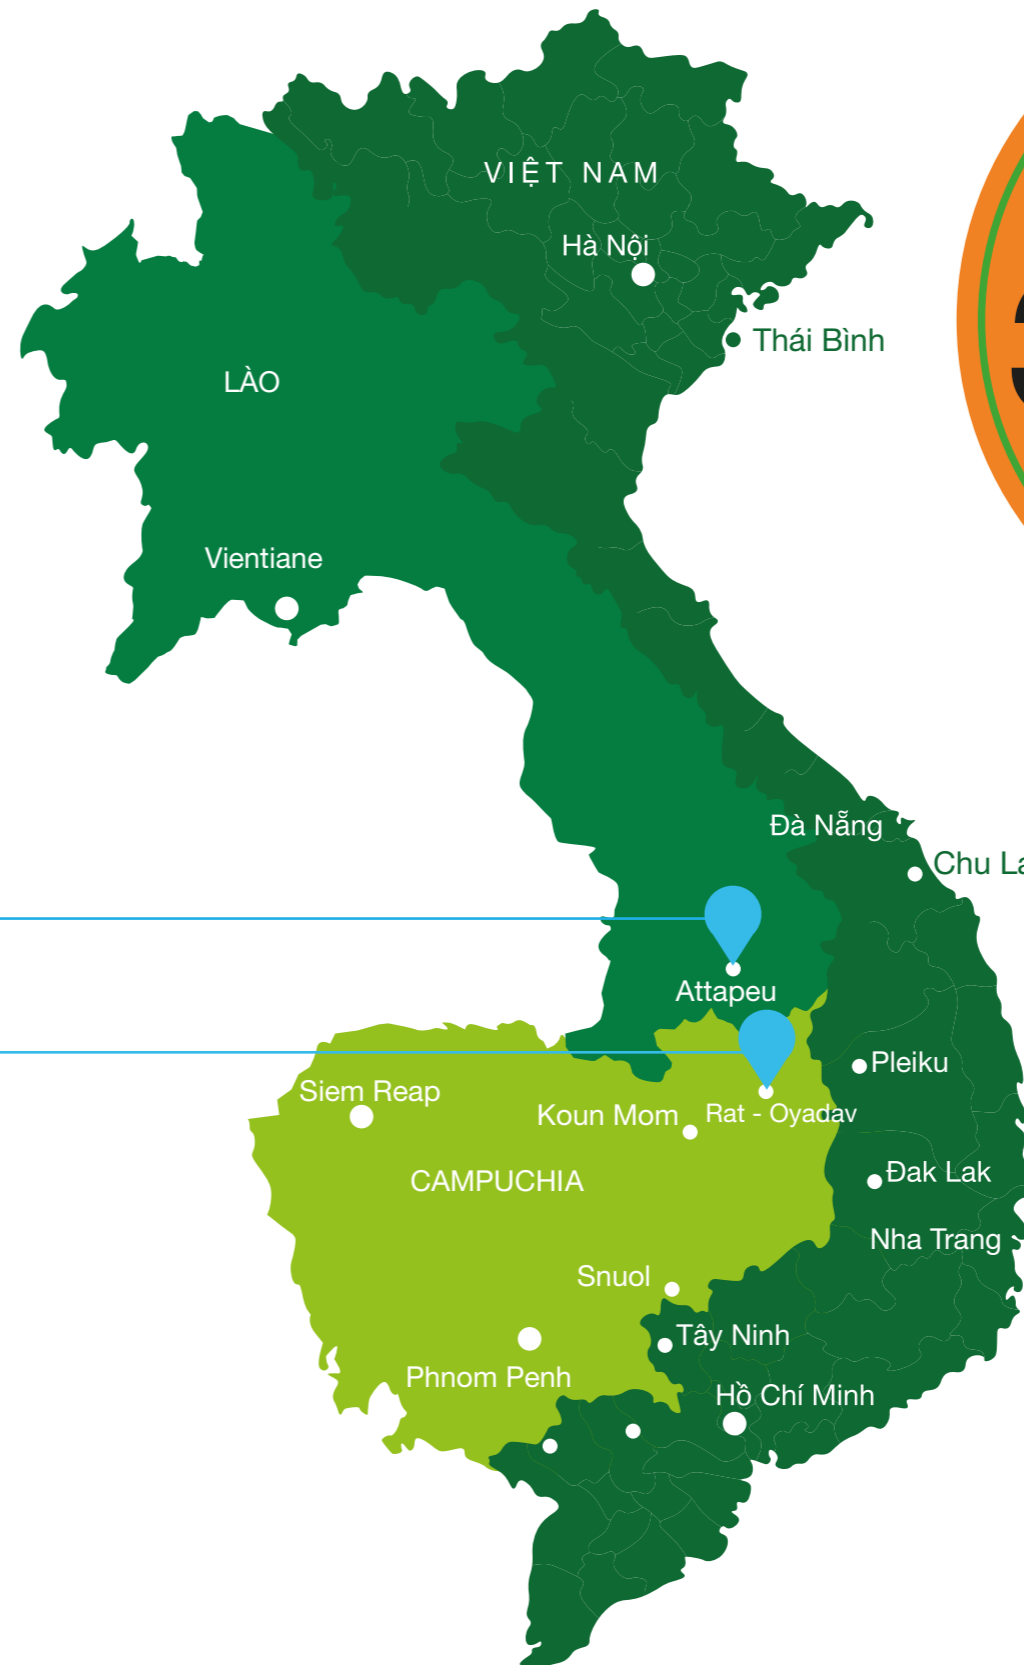 VIỆT NAM
Hà Nội
Thái Bình
LÀO
Vientiane
Đà Nẵng
Chu
Attapeu
Pleiku
Siem Reap
Koun Mom
Rat - Oyadav
CAMPUCHIA
Đak Lak
Nha Trang
Snuol
Tây Ninh
Phnom Penh
Hồ Chí Minh